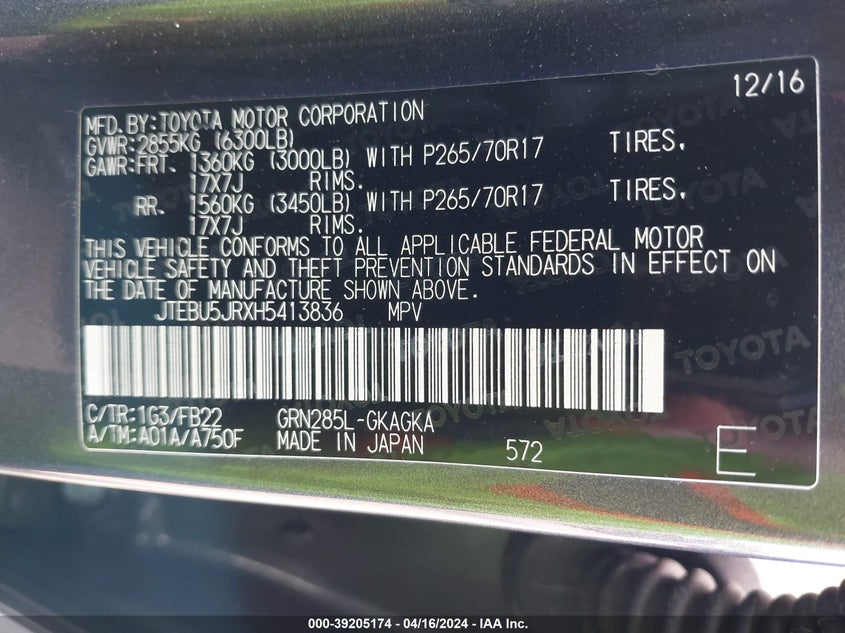 12/16
MFD.BY:TOYOTA MOTOR CORPORATION
GVWR:2855KG (6300LB)
GAWR:FRT. 1360KG (3000LB) WITH P265/70R17 TIRES.
17X7J RIMS.
RR. 1560KG (3450LB) WITH P265/70R17 TIRES.
17X7J RIMS.
THIS VEHICLE CONFORMS TO ALL APPLICABLE FEDERAL MOTOR
VEHICLE SAFETY AND THEFT PREVENTION STANDARDS IN EFFECT ON
THE DATE OF MANUFACTURE SHOWN ABOVE.
JTEBU5JRXH5413836 MPV
TOYOTA
C/TR:1G3/FB22 GRN285L-GKAGKA
A/TM:A01A/A750F MADE IN JAPAN 572 E
000-39205174 - 04/16/2024 - IAA Inc.